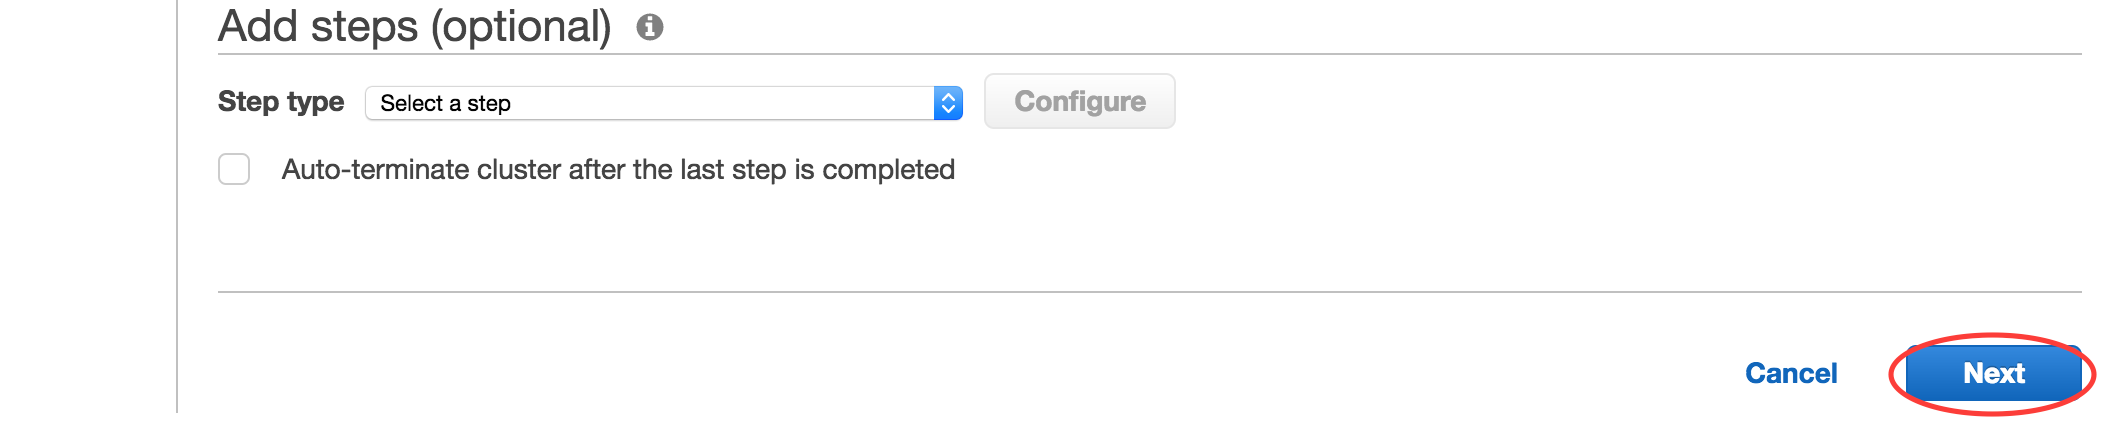 Add steps (optional)
Step type Select a step Configure
Auto-terminate cluster after the last step is completed
Cancel Next